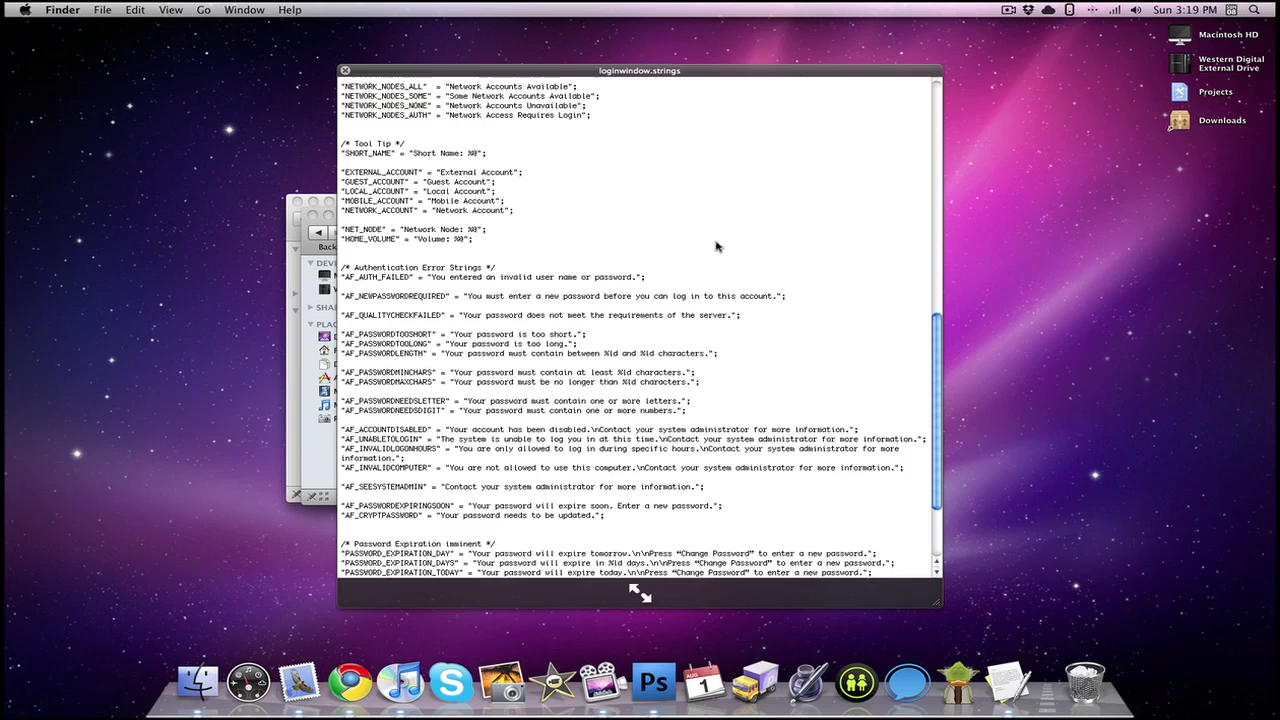 Finder File Edit View Go Window Help
Sun 3:19 PM
Macintosh HD
Western Digital
External Drive
Projects
Downloads
loginwindow.strings
"NETWORK_NODES_ALL" = "Network Accounts Available";
"NETWORK_NODES_SOME" = "Some Network Accounts Available";
"NETWORK_NODES_NONE" = "Network Accounts Unavailable";
"NETWORK_NODES_AUTH" = "Network Access Requires Login";
/* Tool Tip */
"SHORT_NAME" = "Short Name: %@";
"EXTERNAL_ACCOUNT" = "External Account";
"GUEST_ACCOUNT" = "Guest Account";
"LOCAL_ACCOUNT" = "Local Account";
"MOBILE_ACCOUNT" = "Mobile Account";
"NETWORK_ACCOUNT" = "Network Account";
"NET_NODE" = "Network Node: %@";
"HOME_VOLUME" = "Volume: %@";
/* Authentication Error Strings */
"AF_AUTH_FAILED" = "You entered an invalid user name or password.";
"AF_NEWPASSWORDREQUIRED" = "You must enter a new password before you can log in to this account.";
"AF_QUALITYCHECKFAILED" = "Your password does not meet the requirements of the server.";
"AF_PASSWORDTOOSHORT" = "Your password is too short.";
"AF_PASSWORDTOOLONG" = "Your password is too long.";
"AF_PASSWORDLENGTH" = "Your password must contain between %ld and %ld characters.";
"AF_PASSWORDMINCHARS" = "Your password must contain at least %ld characters.";
"AF_PASSWORDMAXCHARS" = "Your password must be no longer than %ld characters.";
"AF_PASSWORDNEEDSLETTER" = "Your password must contain one or more letters.";
"AF_PASSWORDNEEDSDIGIT" = "Your password must contain one or more numbers.";
"AF_ACCOUNTDISABLED" = "Your account has been disabled.\nContact your system administrator for more information.";
"AF_UNABLETOLOGIN" = "The system is unable to log you in at this time.\nContact your system administrator for more information.";
"AF_INVALIDLOGONHOURS" = "You are only allowed to log in during specific hours.\nContact your system administrator for more
information.";
"AF_INVALIDCOMPUTER" = "You are not allowed to use this computer.\nContact your system administrator for more information.";
"AF_SEESYSTEMADMIN" = "Contact your system administrator for more information.";
"AF_PASSWORDEXPIRINGSOON" = "Your password will expire soon. Enter a new password.";
"AF_CRYPTPASSWORD" = "Your password needs to be updated.";
/* Password Expiration imminent */
"PASSWORD_EXPIRATION_DAY" = "Your password will expire tomorrow.\n\nPress “Change Password” to enter a new password.";
"PASSWORD_EXPIRATION_DAYS" = "Your password will expire in %ld days.\n\nPress “Change Password” to enter a new password.";
"PASSWORD_EXPIRATION_TODAY" = "Your password will expire today.\n\nPress “Change Password” to enter a new password.";
Back
DEV
SHA
PLAC
Ps
AUG
1